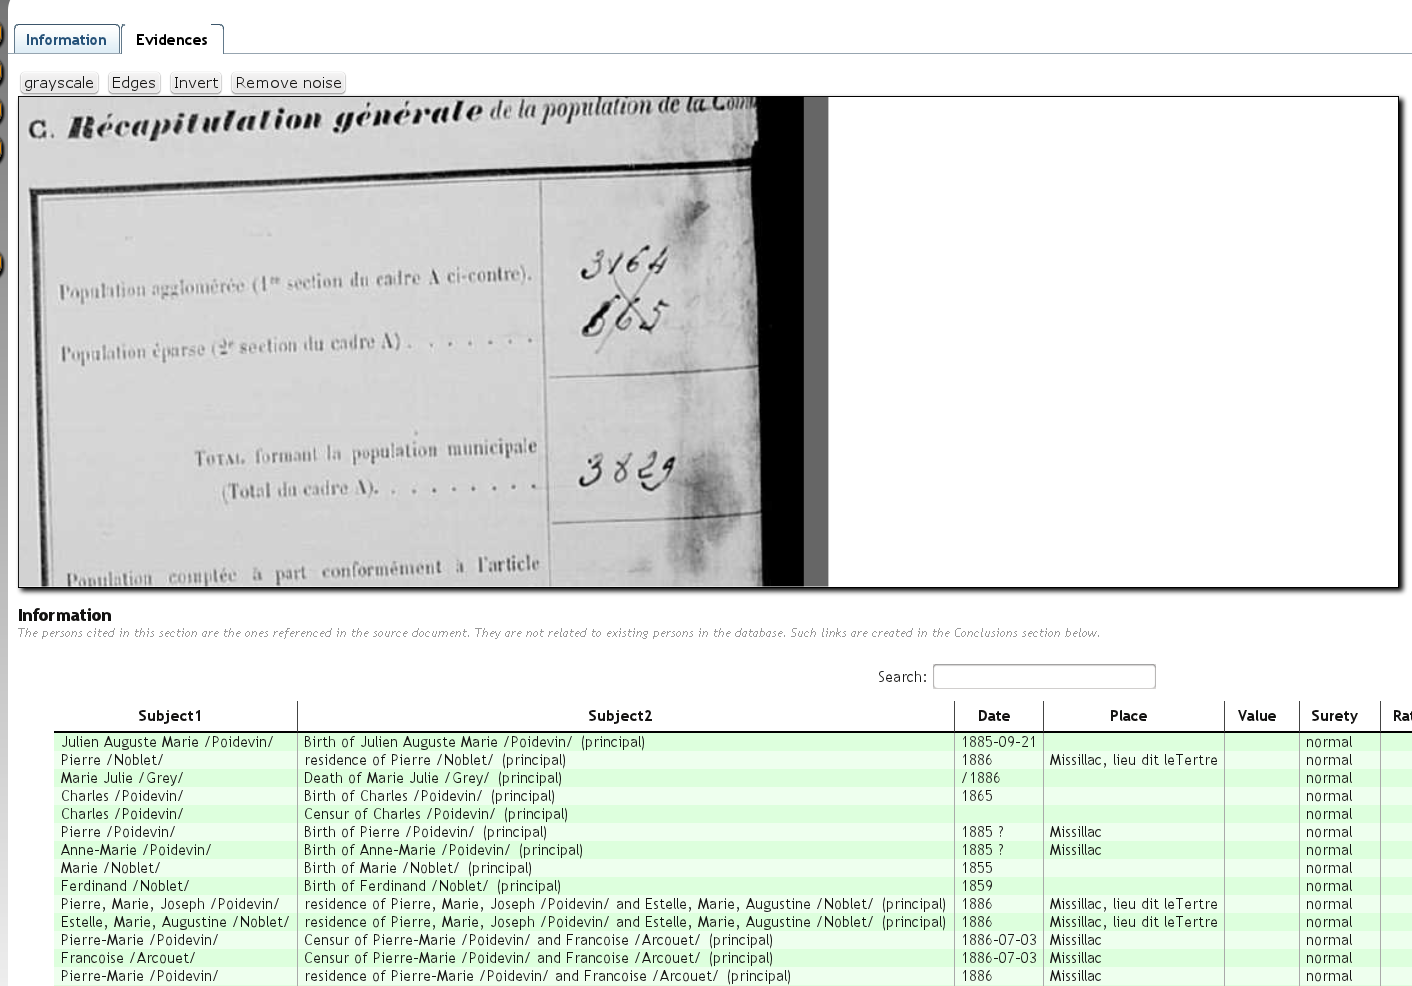 Information Evidences
grayscale Edges Invert Remove noise
C. Récapitulation générale de la population de la Com
Population agglomérée (1re section du cadre A ci-contre). 3164
Population éparse (2e section du cadre A) . . . . . . . 665
TOTAL formant la population municipale
(Total du cadre A). . . . . . . . . 3829
Population comptée à part conformément à l'article
Information
The persons cited in this section are the ones referenced in the source document. They are not related to existing persons in the database. Such links are created in the Conclusions section below.
Search:
Subject1 Subject2 Date Place Value Surety Rat
Julien Auguste Marie /Poidevin/ Birth of Julien Auguste Marie /Poidevin/ (principal) 1885-09-21 normal
Pierre /Noblet/ residence of Pierre /Noblet/ (principal) 1886 Missillac, lieu dit leTertre normal
Marie Julie /Grey/ Death of Marie Julie /Grey/ (principal) /1886 normal
Charles /Poidevin/ Birth of Charles /Poidevin/ (principal) 1865 normal
Charles /Poidevin/ Censur of Charles /Poidevin/ (principal) normal
Pierre /Poidevin/ Birth of Pierre /Poidevin/ (principal) 1885 ? Missillac normal
Anne-Marie /Poidevin/ Birth of Anne-Marie /Poidevin/ (principal) 1885 ? Missillac normal
Marie /Noblet/ Birth of Marie /Noblet/ (principal) 1855 normal
Ferdinand /Noblet/ Birth of Ferdinand /Noblet/ (principal) 1859 normal
Pierre, Marie, Joseph /Poidevin/ residence of Pierre, Marie, Joseph /Poidevin/ and Estelle, Marie, Augustine /Noblet/ (principal) 1886 Missillac, lieu dit leTertre normal
Estelle, Marie, Augustine /Noblet/ residence of Pierre, Marie, Joseph /Poidevin/ and Estelle, Marie, Augustine /Noblet/ (principal) 1886 Missillac, lieu dit leTertre normal
Pierre-Marie /Poidevin/ Censur of Pierre-Marie /Poidevin/ and Francoise /Arcouet/ (principal) 1886-07-03 Missillac normal
Francoise /Arcouet/ Censur of Pierre-Marie /Poidevin/ and Francoise /Arcouet/ (principal) 1886-07-03 Missillac normal
Pierre-Marie /Poidevin/ residence of Pierre-Marie /Poidevin/ and Francoise /Arcouet/ (principal) 1886 Missillac normal